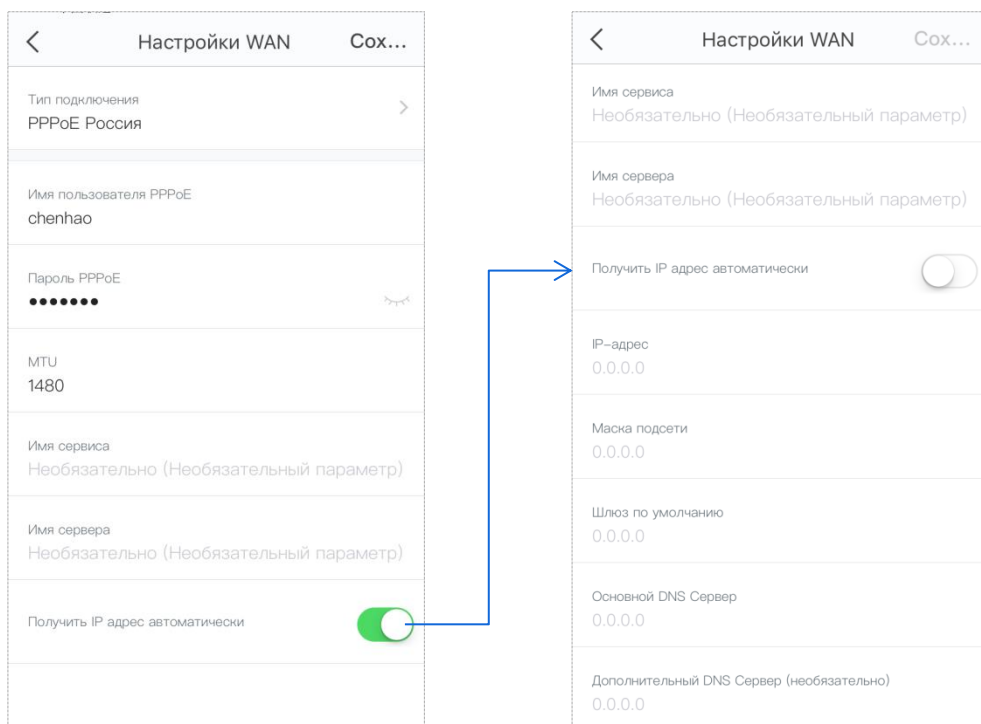 Настройки WAN
Сох...
Тип подключения
PPPoE Россия
Имя пользователя PPPoE
chenhao
Пароль PPPoE
●●●●●●●
MTU
1480
Имя сервиса
Необязательно (Необязательный параметр)
Имя сервера
Необязательно (Необязательный параметр)
Получить IP адрес автоматически
Настройки WAN
Сох...
Имя сервиса
Необязательно (Необязательный параметр)
Имя сервера
Необязательно (Необязательный параметр)
Получить IP адрес автоматически
IP-адрес
0.0.0.0
Маска подсети
0.0.0.0
Шлюз по умолчанию
0.0.0.0
Основной DNS Сервер
0.0.0.0
Дополнительный DNS Сервер (необязательно)
0.0.0.0